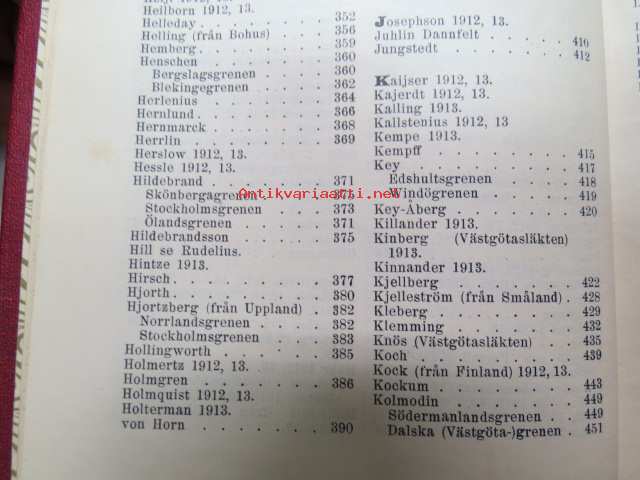 Heilborn 1912, 13.
Helleday . . . . . . . . 352
Helling (från Bohus) . . . 356
Hemberg . . . . . . . . 359
Henschen . . . . . . . . 360
Bergslagsgrenen . . . . . 360
Blekingegrenen . . . . . 362
Herlenius . . . . . . . . 364
Hernlund . . . . . . . . 366
Hernmarck . . . . . . . 368
Herrlin . . . . . . . . . 369
Herslow 1912, 13.
Hessle 1912, 13.
Hildebrand . . . . . . . 371
Skönbergagrenen . . . . 375
Stockholmsgrenen . . . . 373
Ölandsgrenen . . . . . . 371
Hildebrandsson . . . . . 375
Hill se Rudelius.
Hintze 1913.
Hirsch . . . . . . . . . 377
Hjorth . . . . . . . . . 380
Hjortzberg (från Uppland) . 382
Norrlandsgrenen . . . . 382
Stockholmsgrenen . . . . 383
Hollingworth . . . . . . 385
Holmertz 1912, 13.
Holmgren . . . . . . . . 386
Holmquist 1912, 13.
Holterman 1913.
von Horn . . . . . . . . 390
Josephson 1912, 13.
Juhlin Dannfelt . . . . . 410
Jungstedt . . . . . . . . 412
Kaijser 1912, 13.
Kajerdt 1912, 13.
Kalling 1913.
Kallstenius 1912, 13
Kempe 1913.
Kempff . . . . . . . . . 415
Key . . . . . . . . . . 417
Edshultsgrenen . . . . . 418
Windögrenen . . . . . . 419
Key-Åberg . . . . . . . 420
Killander 1913.
Kinberg (Västgötasläkten)
1913.
Kinnander 1913.
Kjellberg . . . . . . . . 422
Kjelleström (från Småland) . 428
Kleberg . . . . . . . . 429
Klemming . . . . . . . 432
Knös (Västgötasläkten) . . 435
Koch . . . . . . . . . . 439
Kock (från Finland) 1912, 13.
Kockum . . . . . . . . . 443
Kolmodin . . . . . . . . 449
Södermanlandsgrenen . . 449
Dalska (Västgöta-)grenen . 451
Antikvariaatti.net